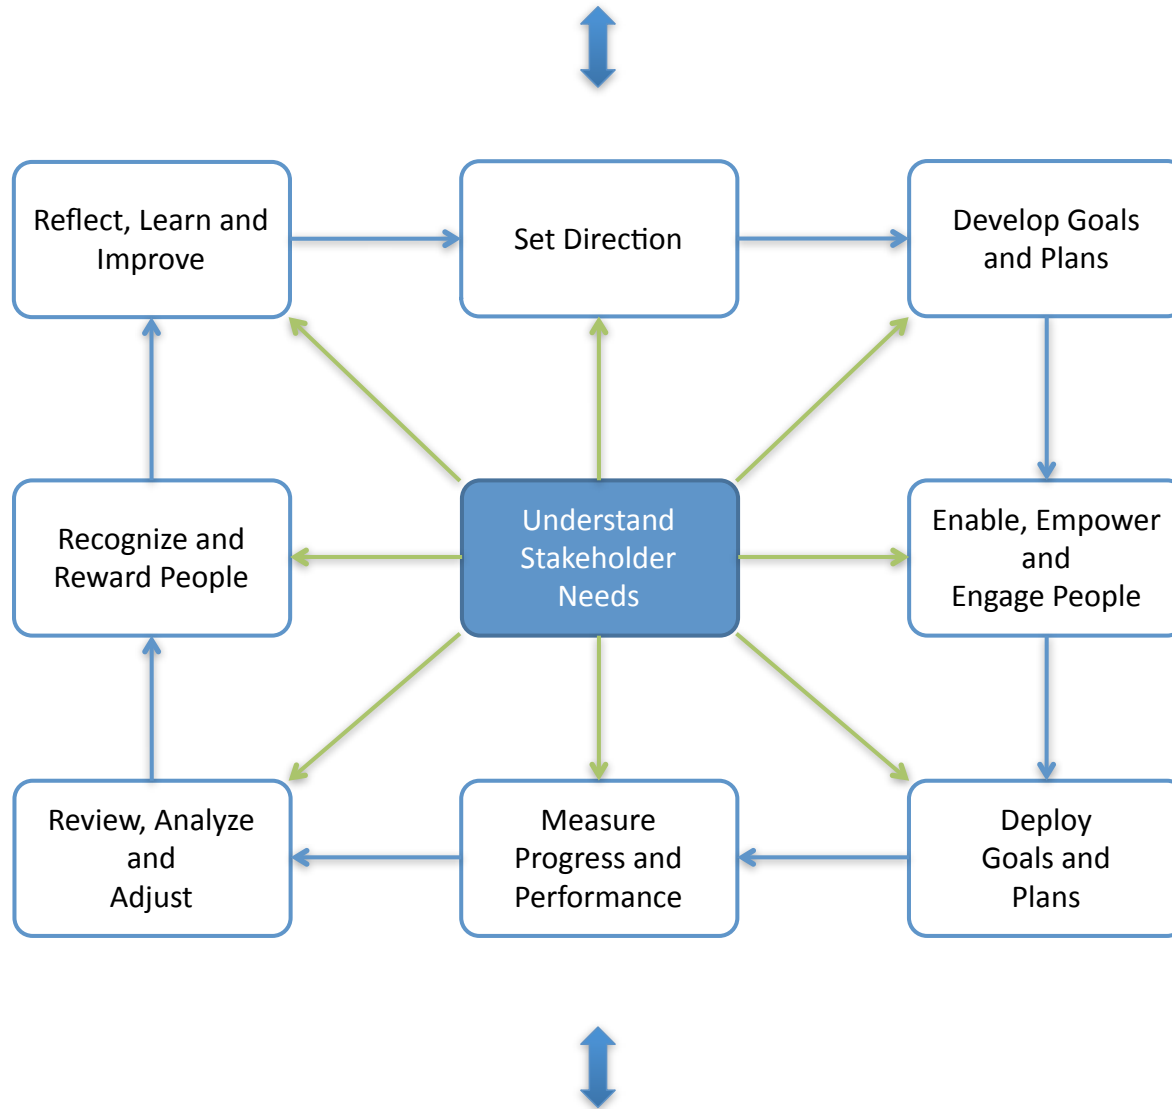 Reflect, Learn and
Improve
Set Direction
Develop Goals
and Plans
Recognize and
Reward People
Understand
Stakeholder
Needs
Enable, Empower
and
Engage People
Review, Analyze
and
Adjust
Measure
Progress and
Performance
Deploy
Goals and
Plans